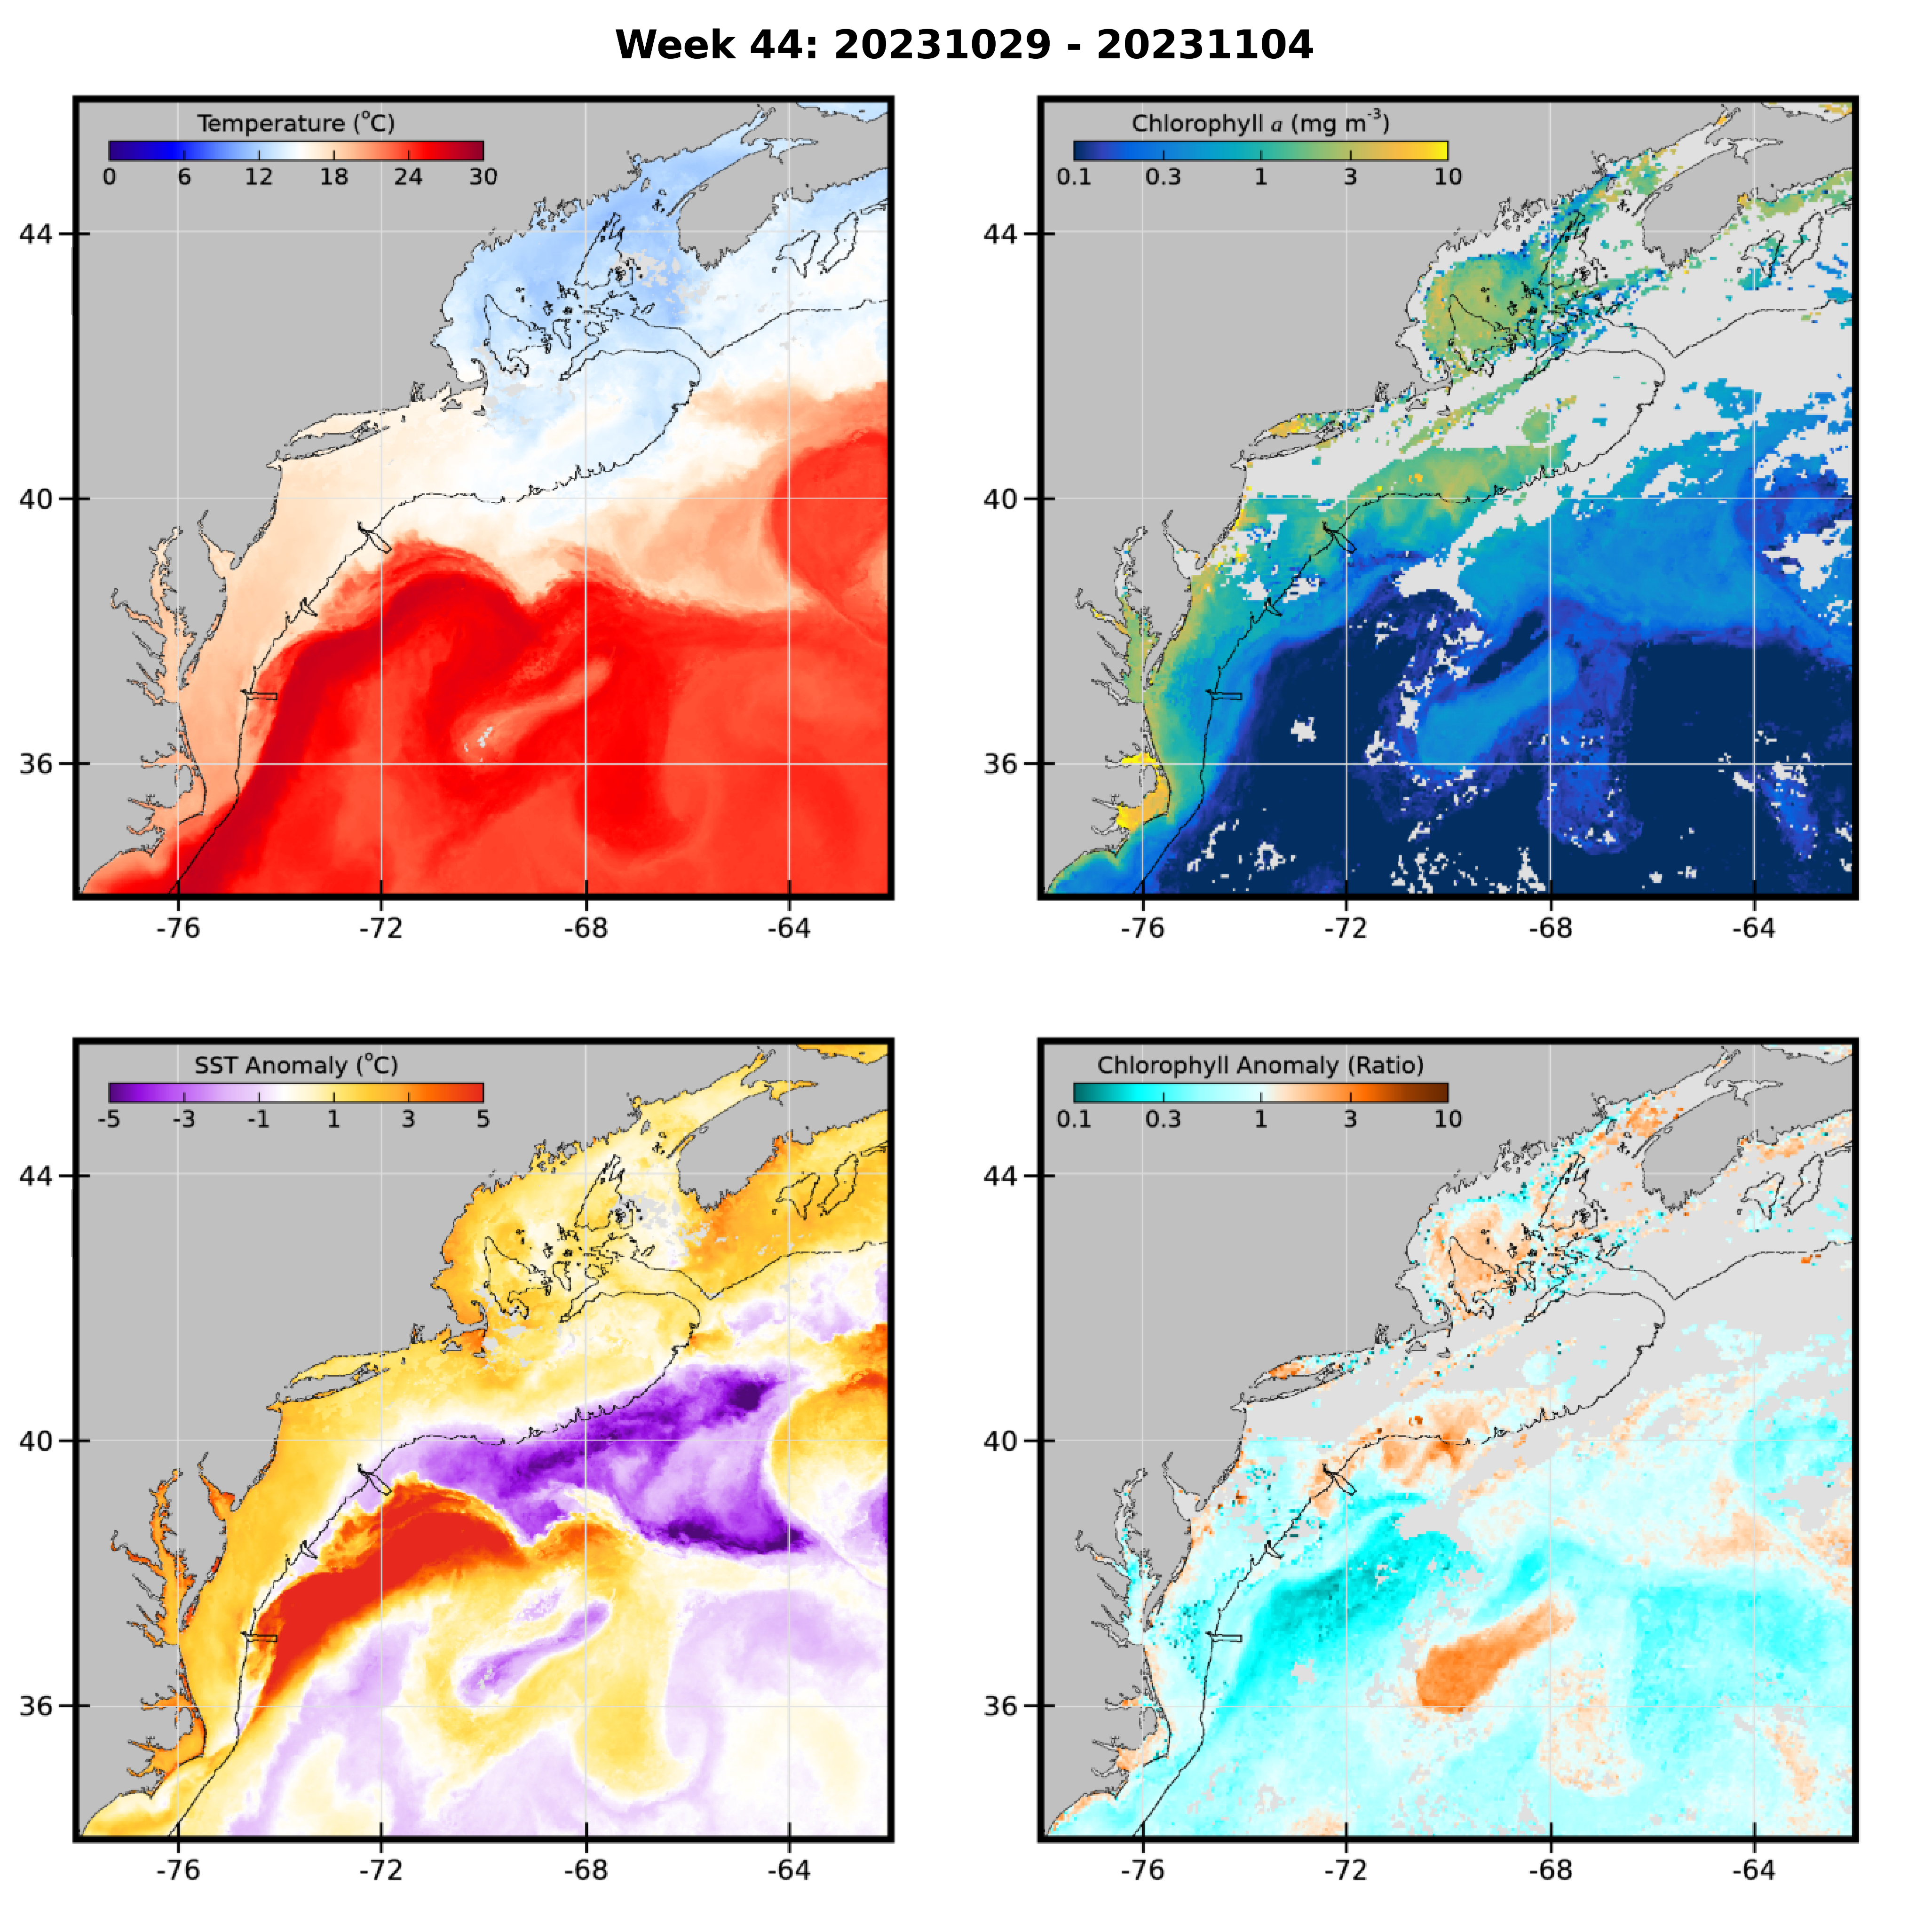 Week 44: 20231029 - 20231104
Temperature (°C)
0 6 12 18 24 30
44
40
36
-76 -72 -68 -64
Chlorophyll a (mg m⁻³)
0.1 0.3 1 3 10
44
40
36
-76 -72 -68 -64
SST Anomaly (°C)
-5 -3 -1 1 3 5
44
40
36
-76 -72 -68 -64
Chlorophyll Anomaly (Ratio)
0.1 0.3 1 3 10
44
40
36
-76 -72 -68 -64